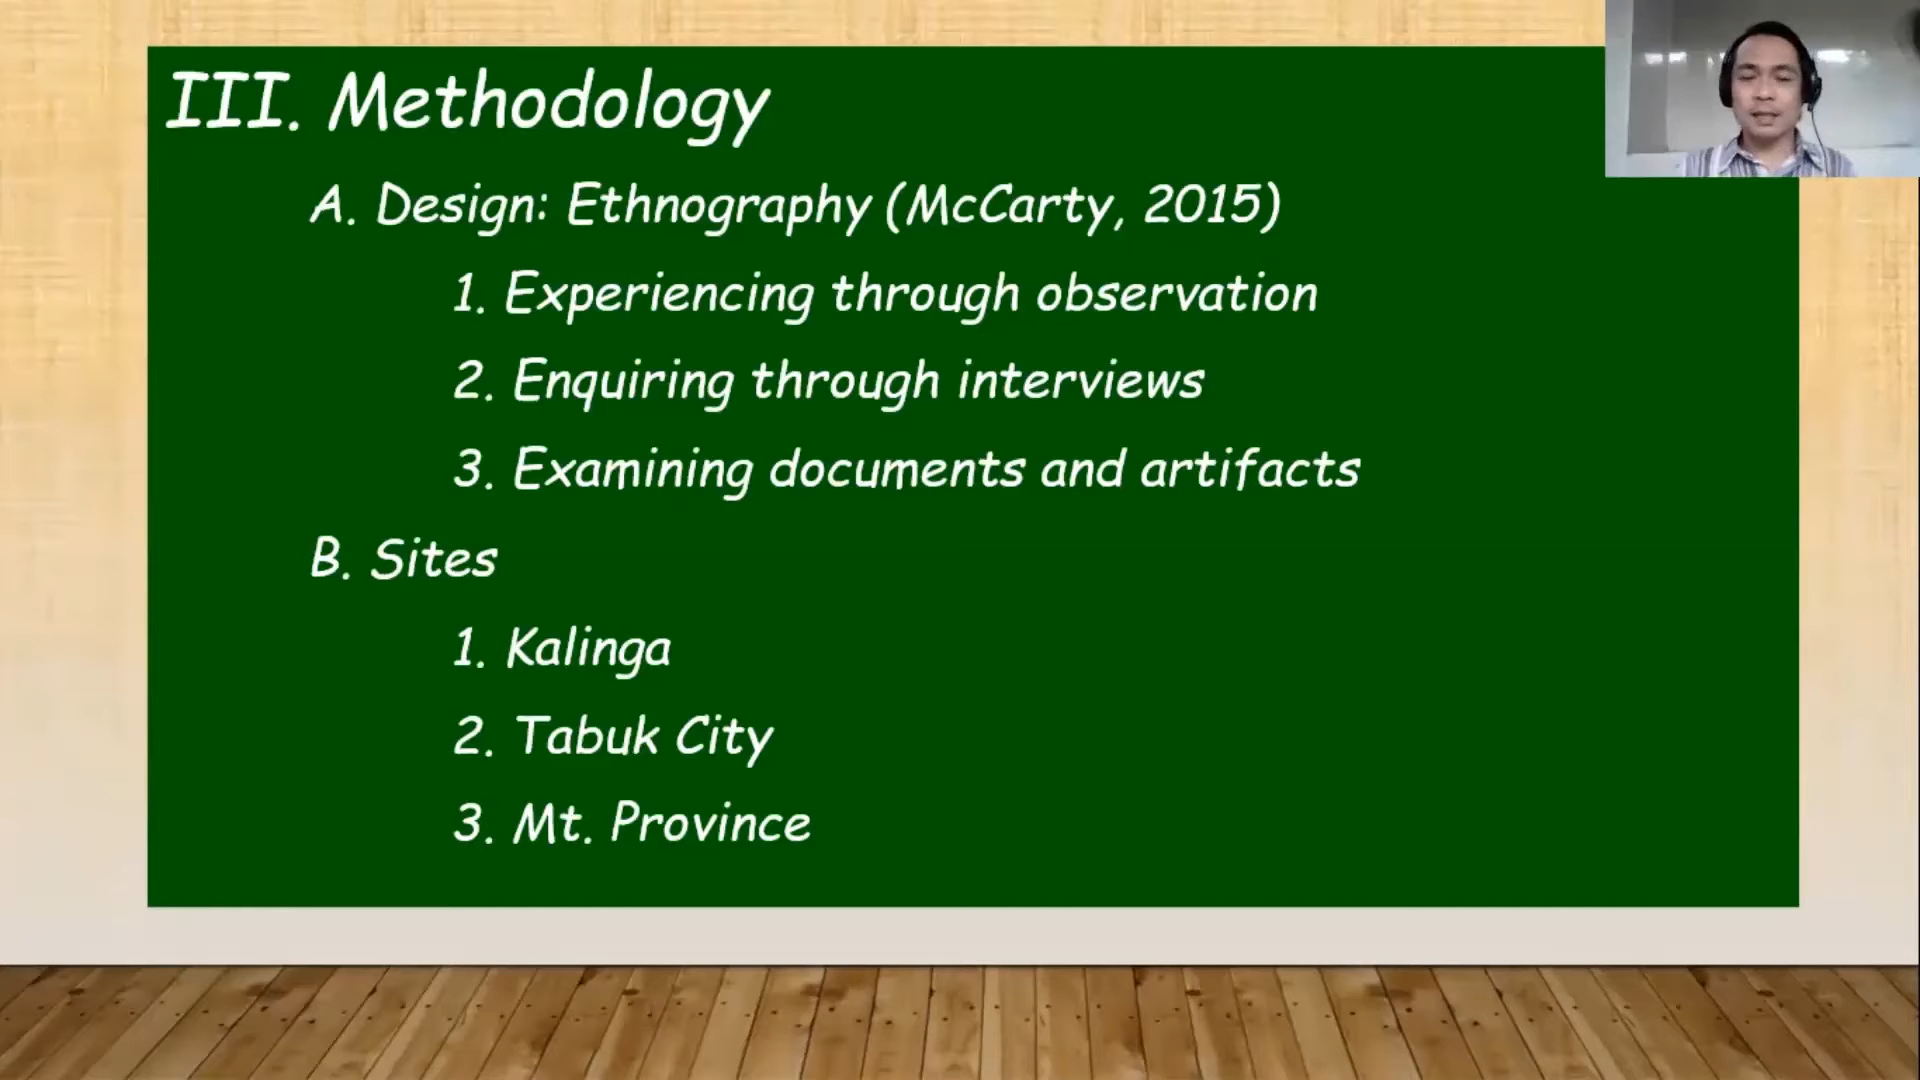 III. Methodology
A. Design: Ethnography (McCarty, 2015)
1. Experiencing through observation
2. Enquiring through interviews
3. Examining documents and artifacts
B. Sites
1. Kalinga
2. Tabuk City
3. Mt. Province